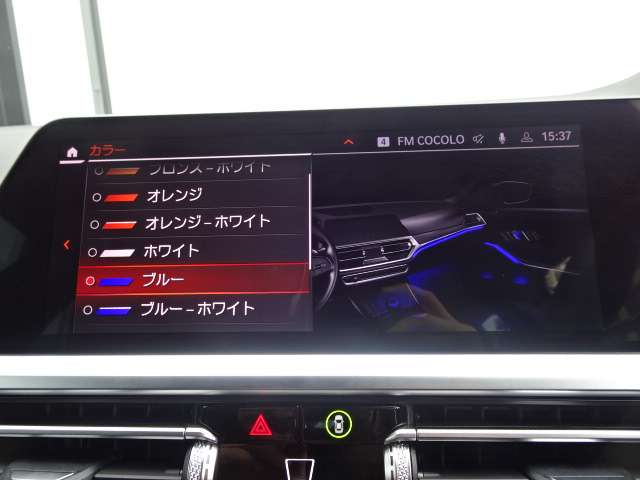 カラー
4 FM COCOLO 15:37
ブロンズ–ホワイト
オレンジ
オレンジ–ホワイト
ホワイト
ブルー
ブルー–ホワイト